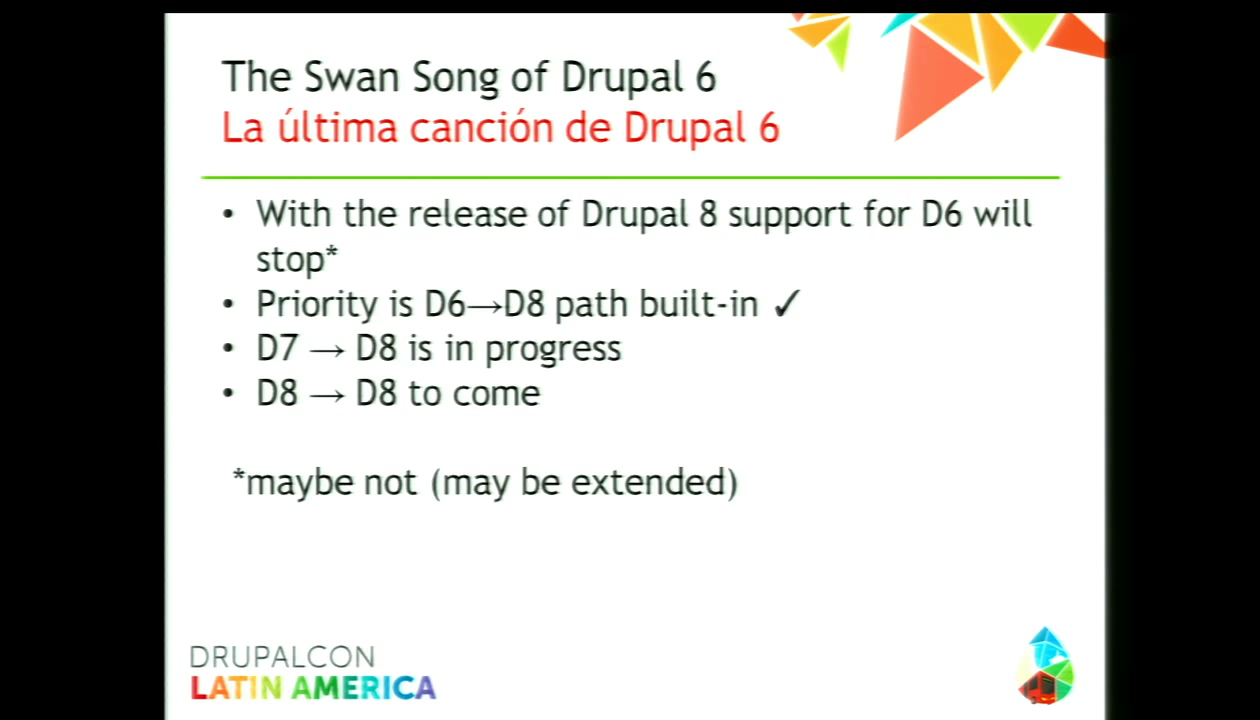 The Swan Song of Drupal 6
La última canción de Drupal 6
• With the release of Drupal 8 support for D6 will
stop*
• Priority is D6→D8 path built-in ✓
• D7 → D8 is in progress
• D8 → D8 to come
*maybe not (may be extended)
DRUPALCON
LATIN AMERICA